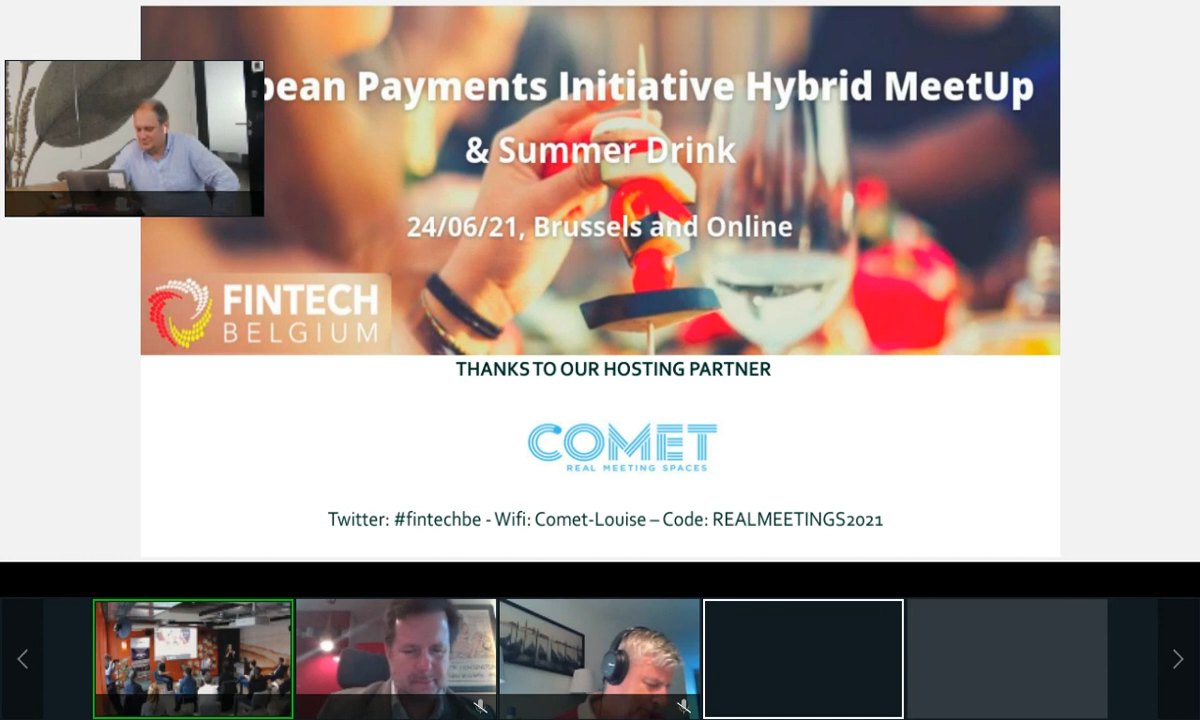 pean Payments Initiative Hybrid MeetUp
& Summer Drink
24/06/21, Brussels and Online
FINTECH
BELGIUM
THANKS TO OUR HOSTING PARTNER
COMET
REAL MEETING SPACES
Twitter: #fintechbe - Wifi: Comet-Louise – Code: REALMEETINGS2021